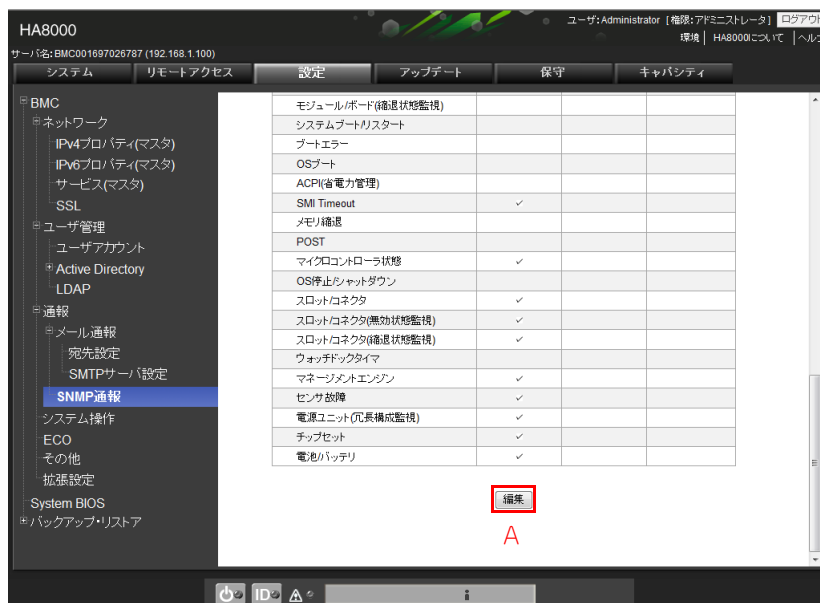 HA8000
ユーザ:Administrator [権限:アドミニストレータ] ログアウト
環境 | HA8000について | ヘル
サーバ名:BMC001697026787 (192.168.1.100)
システム
リモートアクセス
設定
アップデート
保守
キャパシティ
BMC
ネットワーク
IPv4プロパティ(マスタ)
IPv6プロパティ(マスタ)
サービス(マスタ)
SSL
ユーザ管理
ユーザアカウント
Active Directory
LDAP
通報
メール通報
宛先設定
SMTPサーバ設定
SNMP通報
システム操作
ECO
その他
拡張設定
System BIOS
バックアップ・リストア
モジュール/ボード(縮退状態監視)
システムブート/リスタート
ブートエラー
OSブート
ACPI(省電力管理)
SMI Timeout
メモリ縮退
POST
マイクロコントローラ状態
OS停止/シャットダウン
スロット/コネクタ
スロット/コネクタ(無効状態監視)
スロット/コネクタ(縮退状態監視)
ウォッチドックタイマ
マネージメントエンジン
センサ故障
電源ユニット(冗長構成監視)
チップセット
電池/バッテリ
編集
A
ID